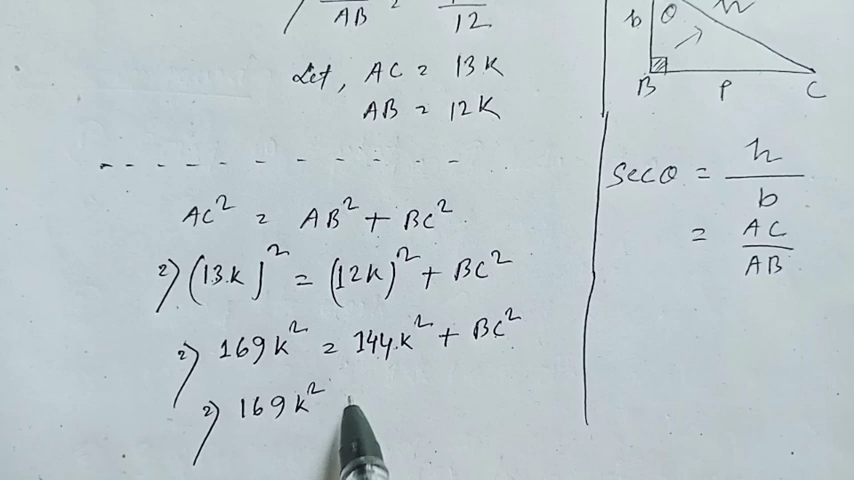 AB = 12
Let, AC = 13K
AB = 12K
AC² = AB² + BC²
⇒ (13K)² = (12K)² + BC²
⇒ 169K² = 144K² + BC²
⇒ 169K²
b θ h
B P C
Secθ = h/b
= AC/AB